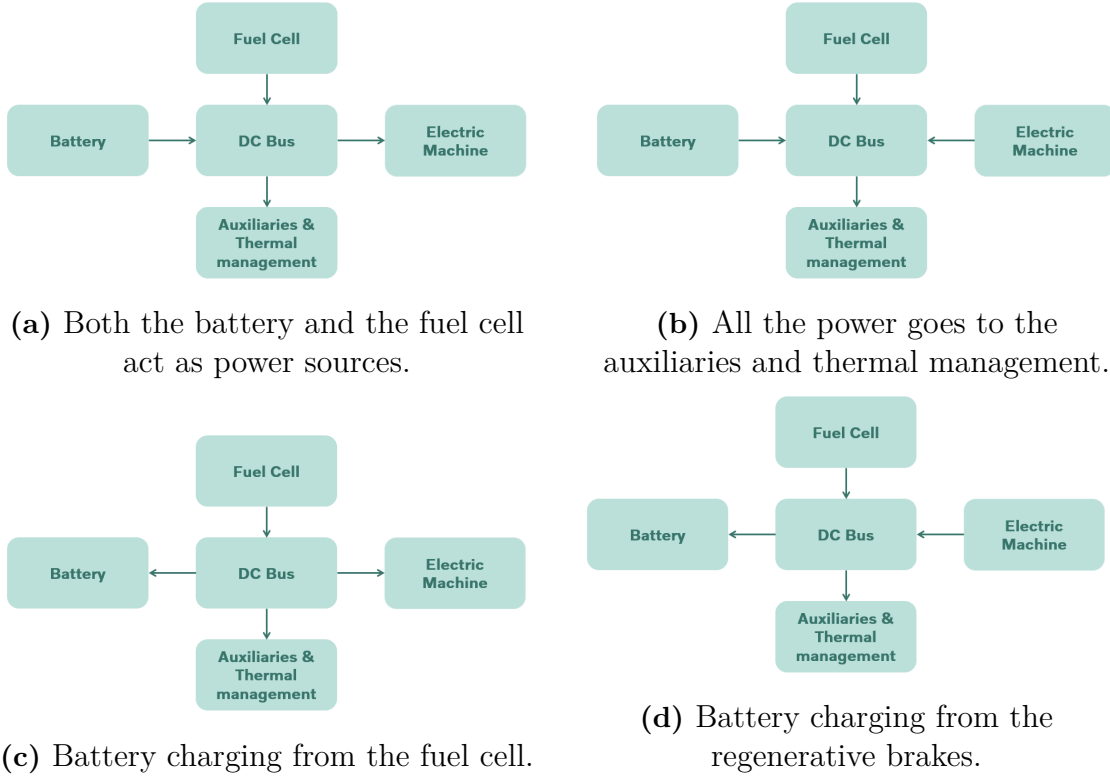 Fuel Cell
Battery
DC Bus
Electric
Machine
Auxiliaries &
Thermal
management
(a) Both the battery and the fuel cell
act as power sources.
Fuel Cell
Battery
DC Bus
Electric
Machine
Auxiliaries &
Thermal
management
(b) All the power goes to the
auxiliaries and thermal management.
Fuel Cell
Battery
DC Bus
Electric
Machine
Auxiliaries &
Thermal
management
(c) Battery charging from the fuel cell.
Fuel Cell
Battery
DC Bus
Electric
Machine
Auxiliaries &
Thermal
management
(d) Battery charging from the
regenerative brakes.